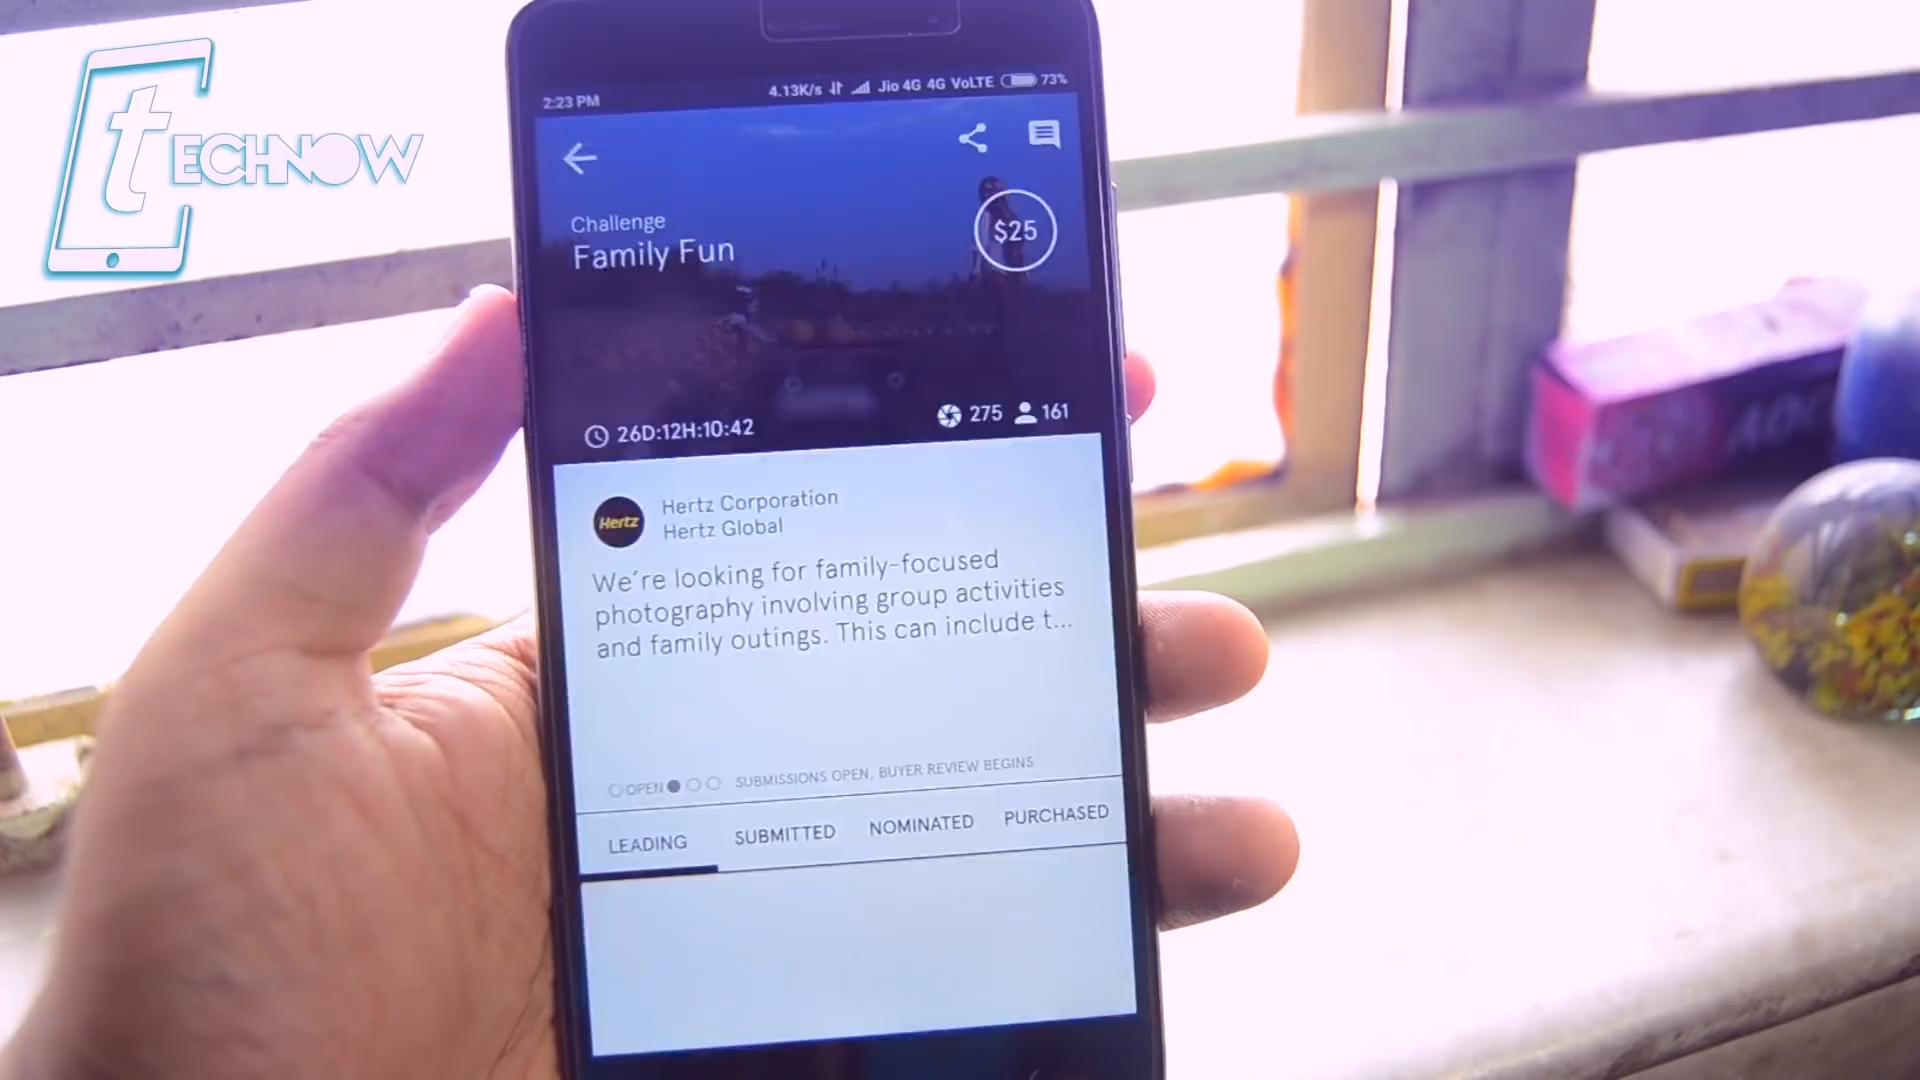 tECHNOW
2:23 PM 4.13K/s Jio 4G 4G VoLTE 73%
Challenge
Family Fun
$25
26D:12H:10:42 275 161
Hertz
Hertz Corporation
Hertz Global
We're looking for family-focused
photography involving group activities
and family outings. This can include t...
OPEN SUBMISSIONS OPEN, BUYER REVIEW BEGINS
LEADING SUBMITTED NOMINATED PURCHASED